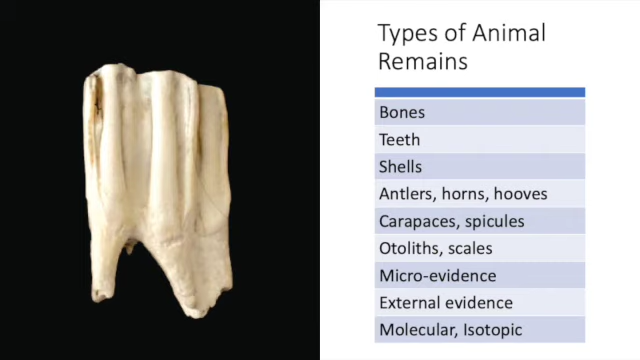 Types of Animal
Remains
Bones
Teeth
Shells
Antlers, horns, hooves
Carapaces, spicules
Otoliths, scales
Micro-evidence
External evidence
Molecular, Isotopic